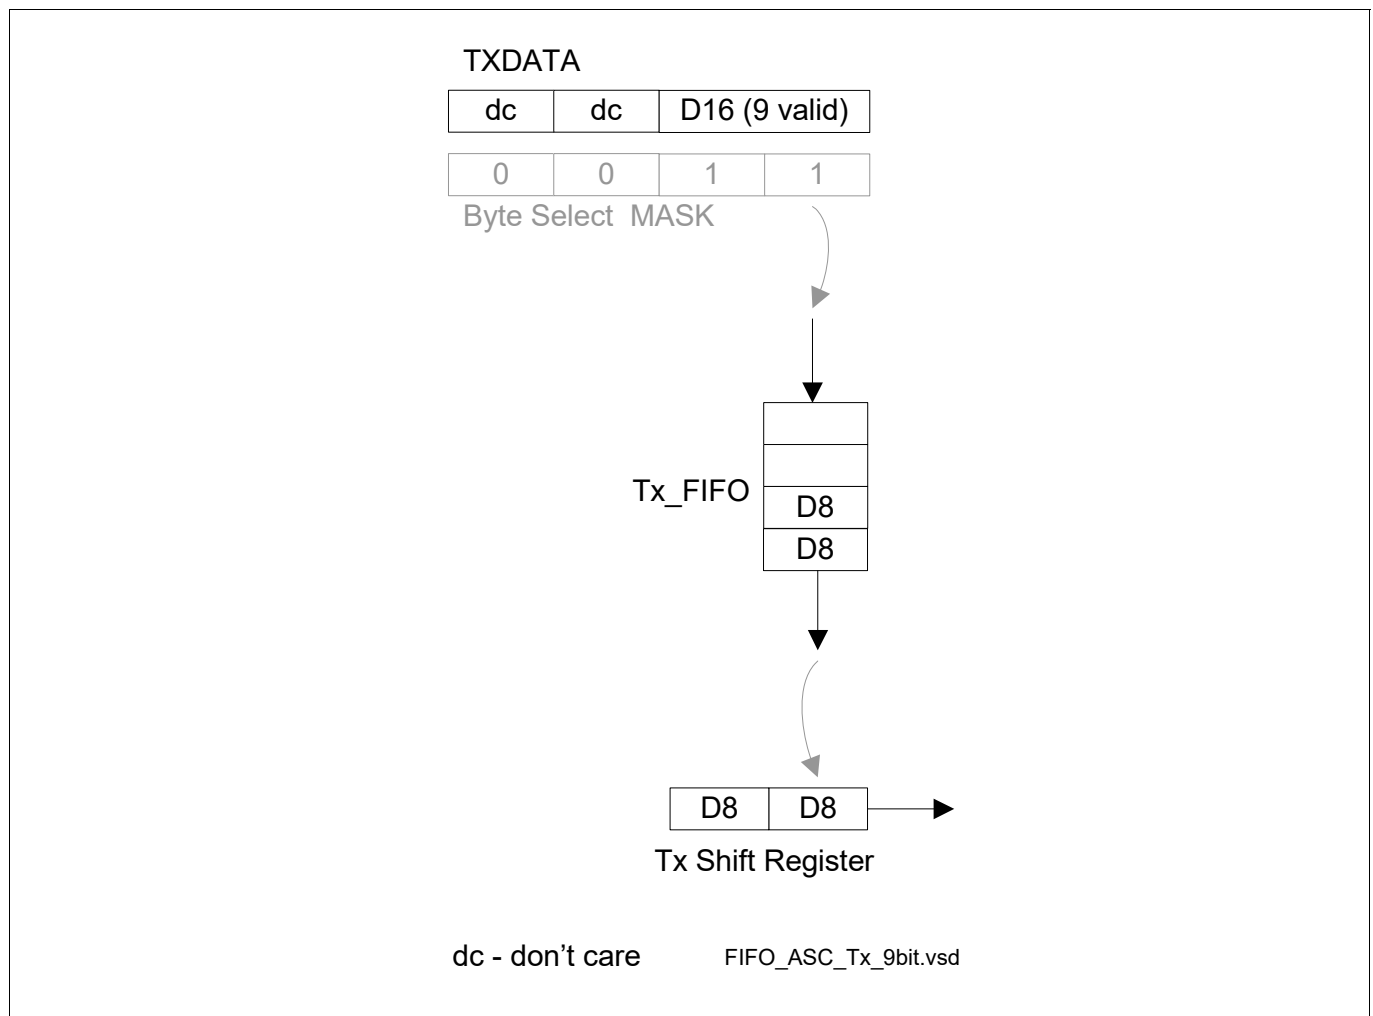 TXDATA
dc dc D16 (9 valid)
0 0 1 1
Byte Select MASK
Tx_FIFO
D8
D8
D8 D8
Tx Shift Register
dc - don't care FIFO_ASC_Tx_9bit.vsd